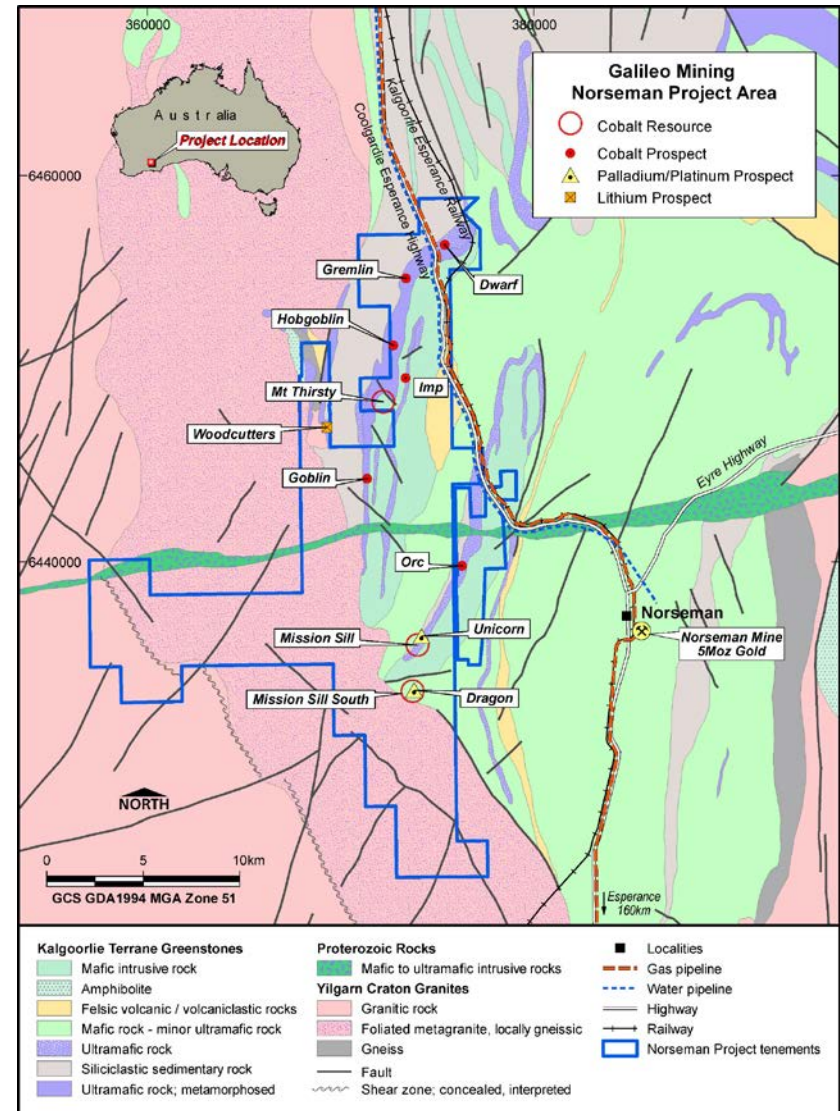 360000
380000
Galileo Mining
Norseman Project Area
Cobalt Resource
Cobalt Prospect
Palladium/Platinum Prospect
Lithium Prospect
Australia
Project Location
Kalgoorlie Esperance Railway
Coolgardie Esperance Highway
6460000
Gremlin
Dwarf
Hobgoblin
Mt Thirsty
Imp
Woodcutters
Goblin
Eyre Highway
6440000
Orc
Unicorn
Norseman
Mission Sill
Norseman Mine
5Moz Gold
Mission Sill South
Dragon
NORTH
0 5 10km
GCS GDA1994 MGA Zone 51
Esperance
160km
Kalgoorlie Terrane Greenstones
Mafic intrusive rock
Amphibolite
Felsic volcanic / volcaniclastic rocks
Mafic rock - minor ultramafic rock
Ultramafic rock
Siliciclastic sedimentary rock
Ultramafic rock; metamorphosed
Proterozoic Rocks
Mafic to ultramafic intrusive rocks
Yilgarn Craton Granites
Granitic rock
Foliated metagranite, locally gneissic
Gneiss
Fault
Shear zone; concealed, interpreted
Localities
Gas pipeline
Water pipeline
Highway
Railway
Norseman Project tenements